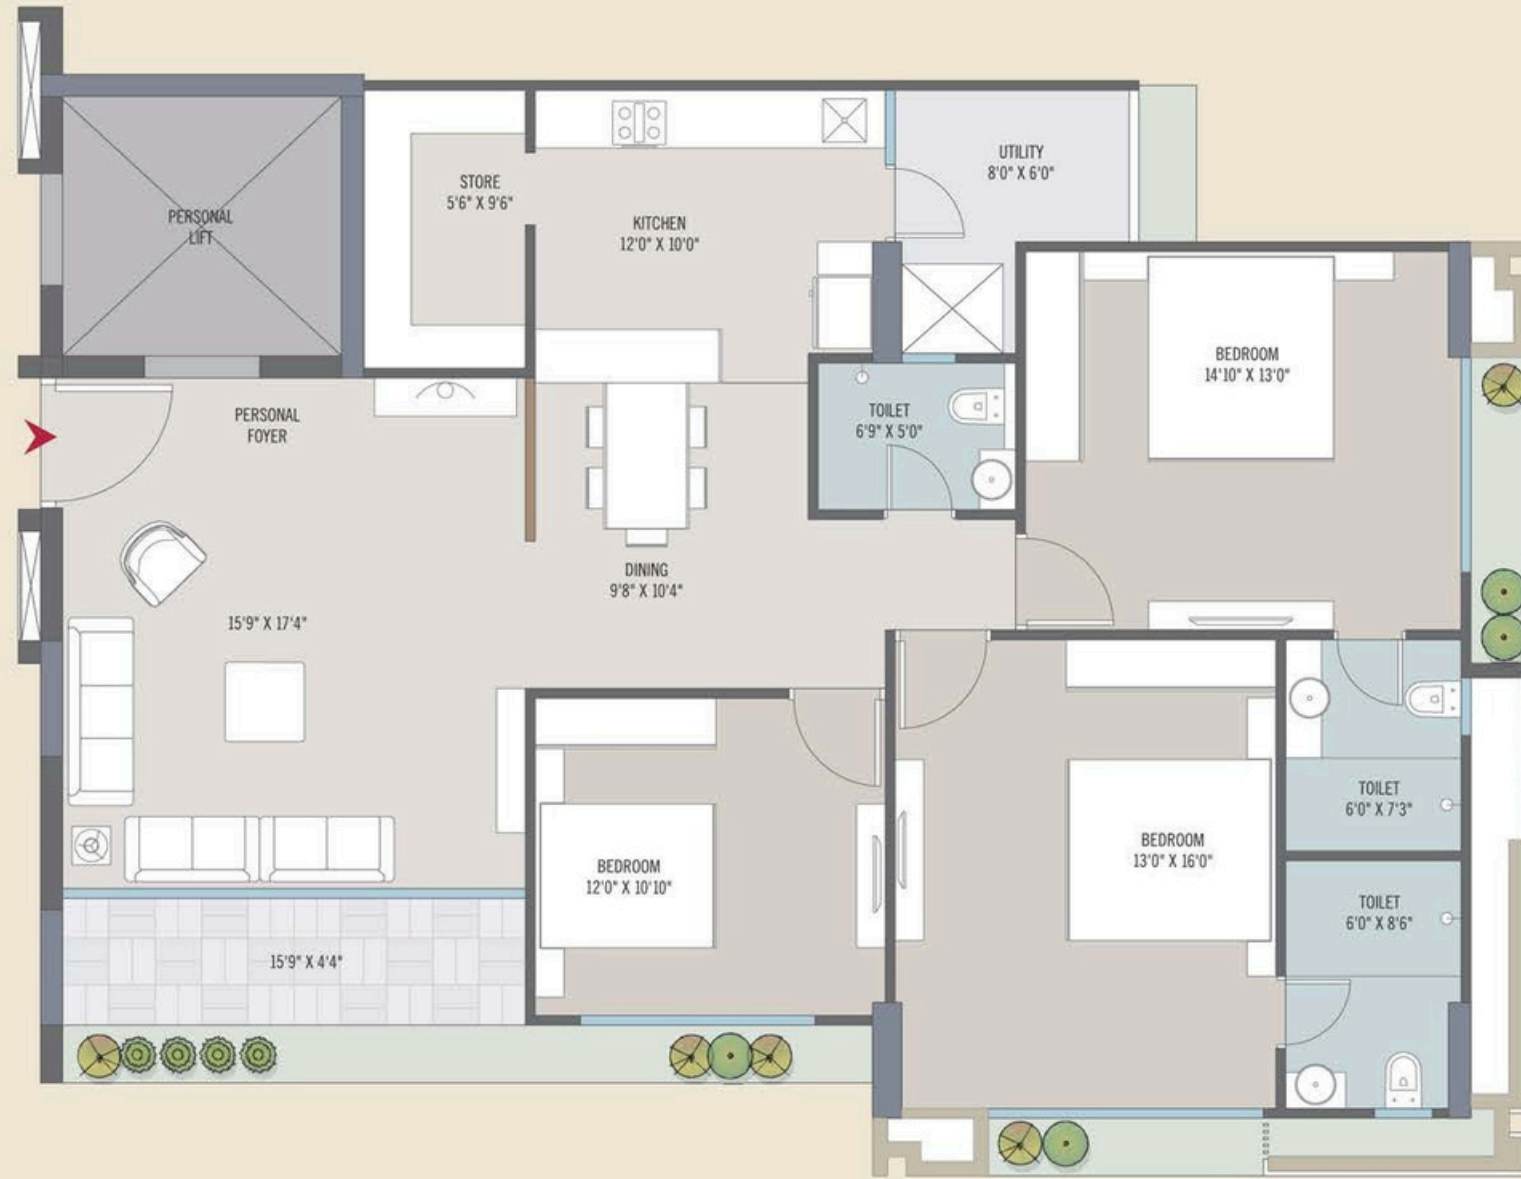 PERSONAL
LIFT
STORE
5'6" X 9'6"
KITCHEN
12'0" X 10'0"
UTILITY
8'0" X 6'0"
BEDROOM
14'10" X 13'0"
PERSONAL
FOYER
TOILET
6'9" X 5'0"
DINING
9'8" X 10'4"
15'9" X 17'4"
BEDROOM
12'0" X 10'10"
BEDROOM
13'0" X 16'0"
TOILET
6'0" X 7'3"
TOILET
6'0" X 8'6"
15'9" X 4'4"